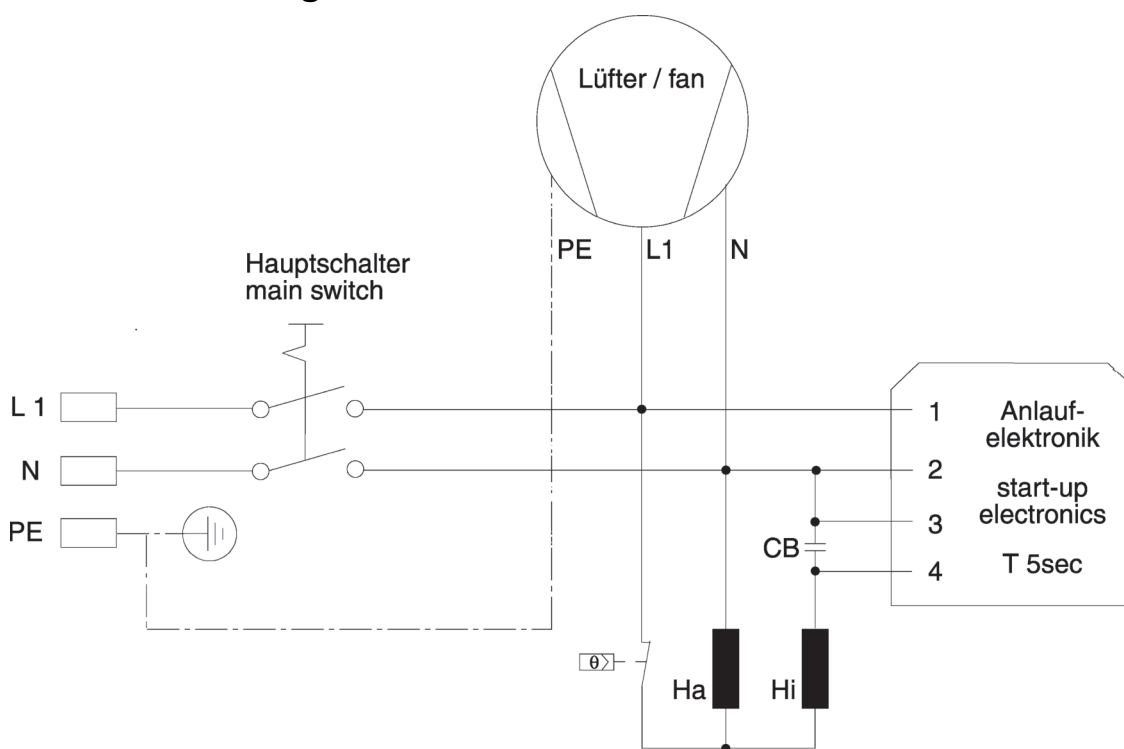 Lüfter / fan
PE
L1
N
Hauptschalter
main switch
L 1
N
PE
1
2
3
4
Anlauf-
elektronik
start-up
electronics
T 5sec
CB
θ
Ha
Hi